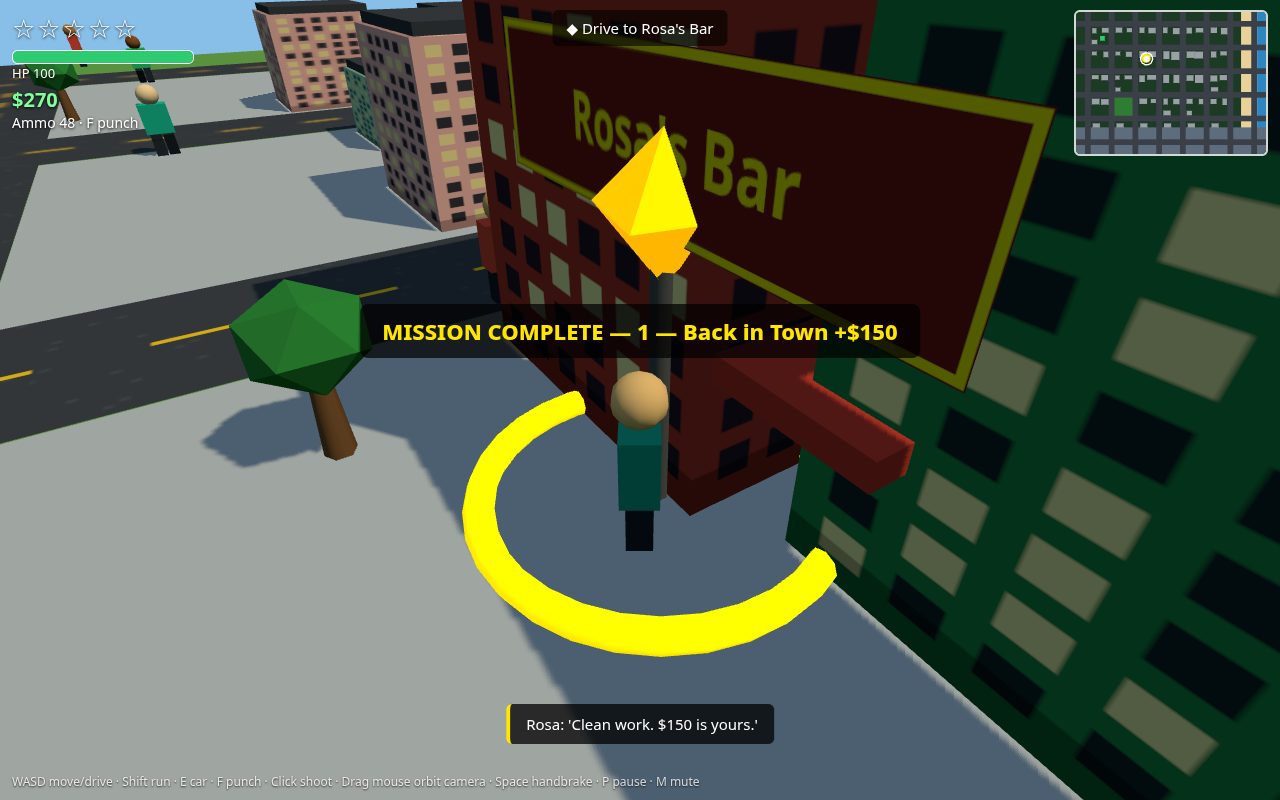 ☆☆☆☆☆
HP 100
$270
Ammo 48 · F punch
◆ Drive to Rosa's Bar
Rosa's Bar
MISSION COMPLETE — 1 — Back in Town +$150
Rosa: 'Clean work. $150 is yours.'
WASD move/drive · Shift run · E car · F punch · Click shoot · Drag mouse orbit camera · Space handbrake · P pause · M mute